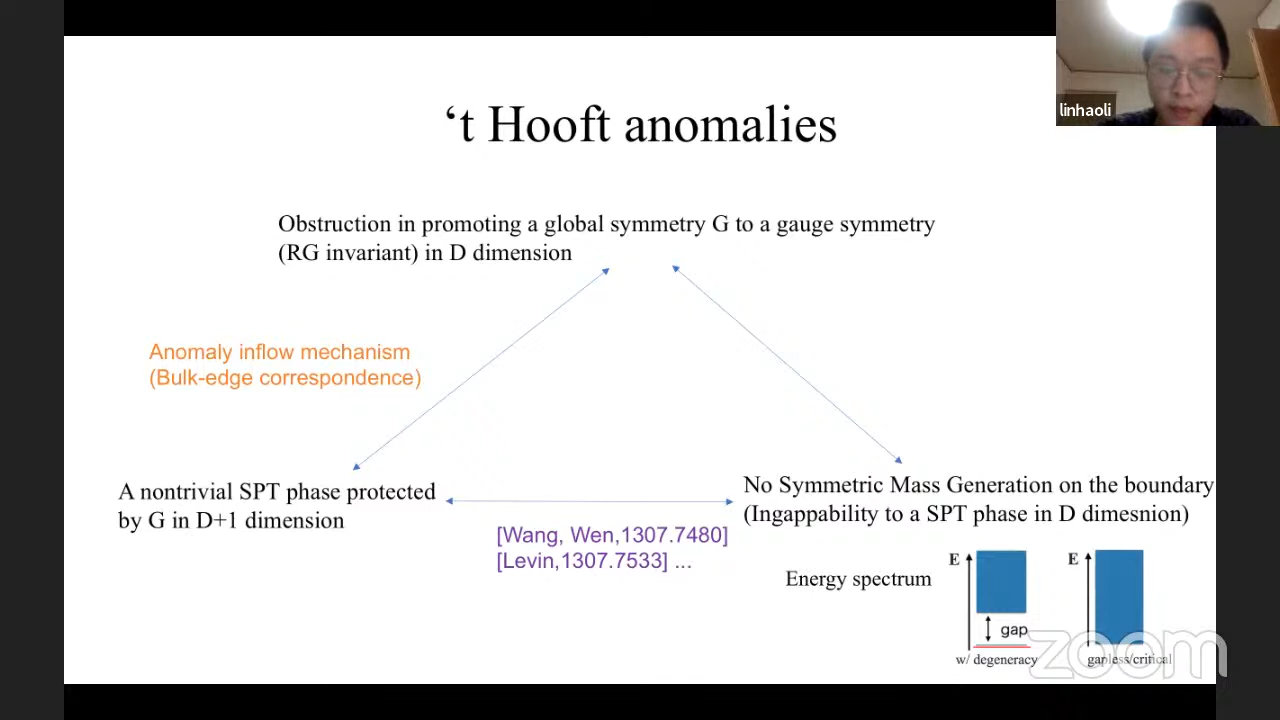 linhaoli
‘t Hooft anomalies
Obstruction in promoting a global symmetry G to a gauge symmetry
(RG invariant) in D dimension
Anomaly inflow mechanism
(Bulk-edge correspondence)
A nontrivial SPT phase protected
by G in D+1 dimension
No Symmetric Mass Generation on the boundary
(Ingappability to a SPT phase in D dimesnion)
[Wang, Wen,1307.7480]
[Levin,1307.7533] ...
Energy spectrum
E
E
gap
w/ degeneracy
gapless/critical
zoom